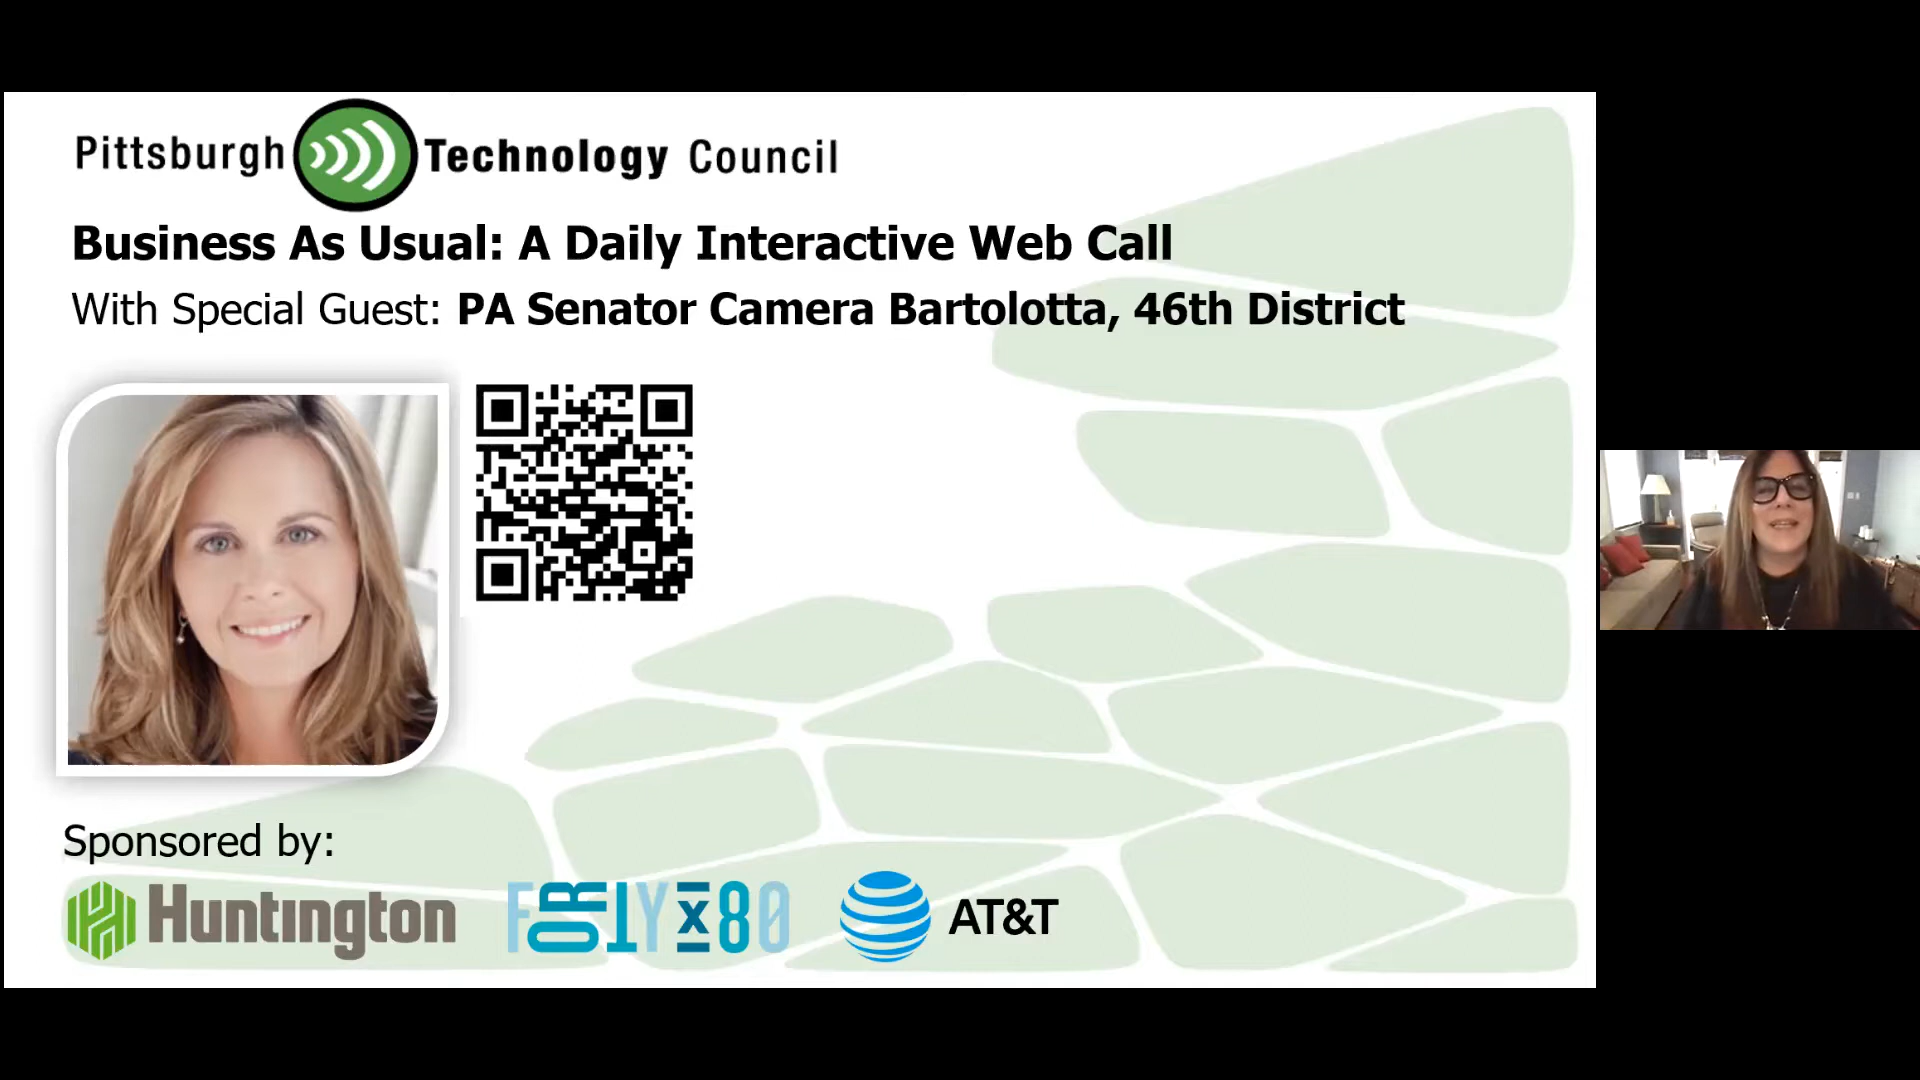 Pittsburgh Technology Council
Business As Usual: A Daily Interactive Web Call
With Special Guest: PA Senator Camera Bartolotta, 46th District
Sponsored by:
Huntington FORTYX80 AT&T